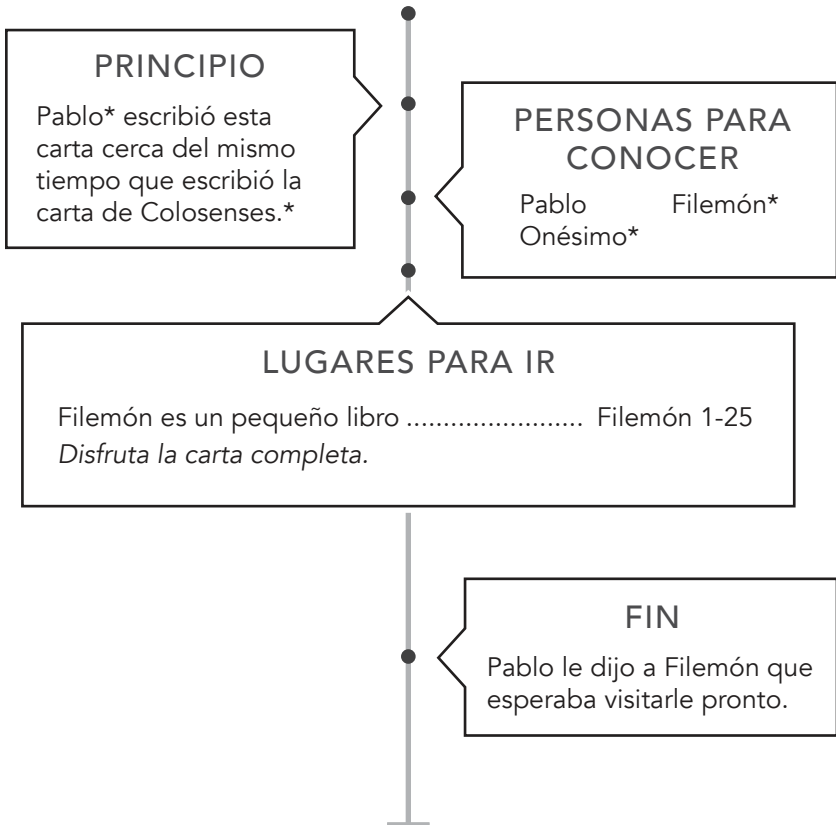 PRINCIPIO
Pablo* escribió esta
carta cerca del mismo
tiempo que escribió la
carta de Colosenses.*
PERSONAS PARA
CONOCER
Pablo Filemón*
Onésimo*
LUGARES PARA IR
Filemón es un pequeño libro ........................ Filemón 1-25
Disfruta la carta completa.
FIN
Pablo le dijo a Filemón que
esperaba visitarle pronto.